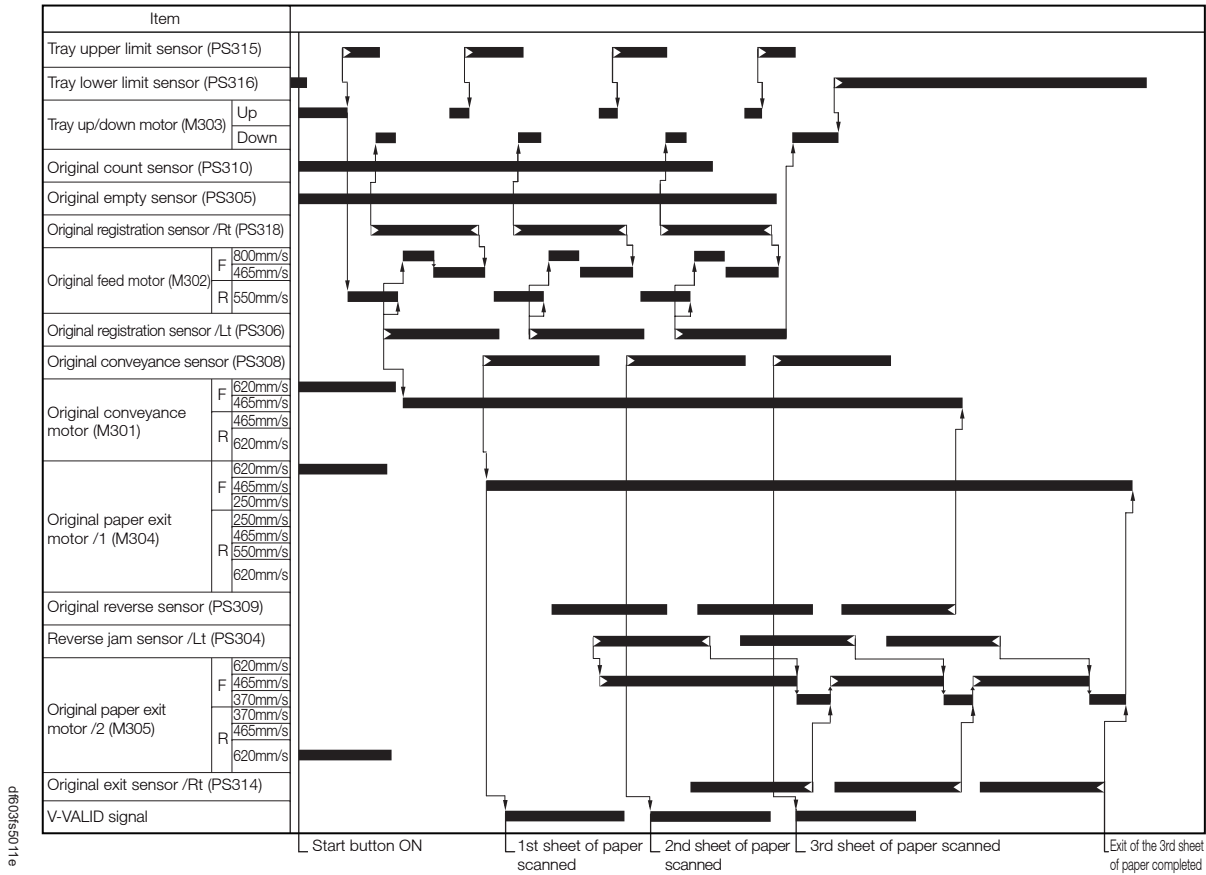 Item
Tray upper limit sensor (PS315)
Tray lower limit sensor (PS316)
Tray up/down motor (M303)
Up
Down
Original count sensor (PS310)
Original empty sensor (PS305)
Original registration sensor /Rt (PS318)
Original feed motor (M302)
F
800mm/s
465mm/s
R
550mm/s
Original registration sensor /Lt (PS306)
Original conveyance sensor (PS308)
Original conveyance
motor (M301)
F
620mm/s
465mm/s
R
465mm/s
620mm/s
Original paper exit
motor /1 (M304)
F
620mm/s
465mm/s
250mm/s
R
250mm/s
465mm/s
550mm/s
620mm/s
Original reverse sensor (PS309)
Reverse jam sensor /Lt (PS304)
Original paper exit
motor /2 (M305)
F
620mm/s
465mm/s
370mm/s
R
370mm/s
465mm/s
620mm/s
Original exit sensor /Rt (PS314)
V-VALID signal
Start button ON
1st sheet of paper
scanned
2nd sheet of paper
scanned
3rd sheet of paper scanned
Exit of the 3rd sheet
of paper completed
df603fs5011e